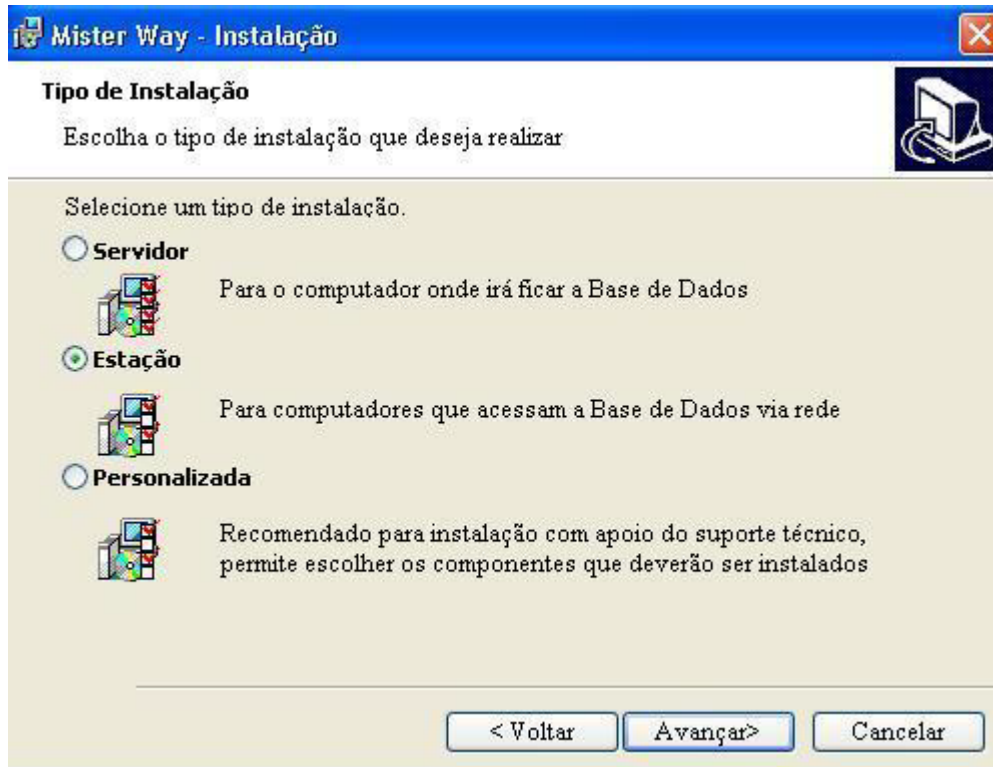 Mister Way - Instalação
Tipo de Instalação
Escolha o tipo de instalação que deseja realizar
Selecione um tipo de instalação.
Servidor
Para o computador onde irá ficar a Base de Dados
Estação
Para computadores que acessam a Base de Dados via rede
Personalizada
Recomendado para instalação com apoio do suporte técnico,
permite escolher os componentes que deverão ser instalados
< Voltar
Avançar>
Cancelar